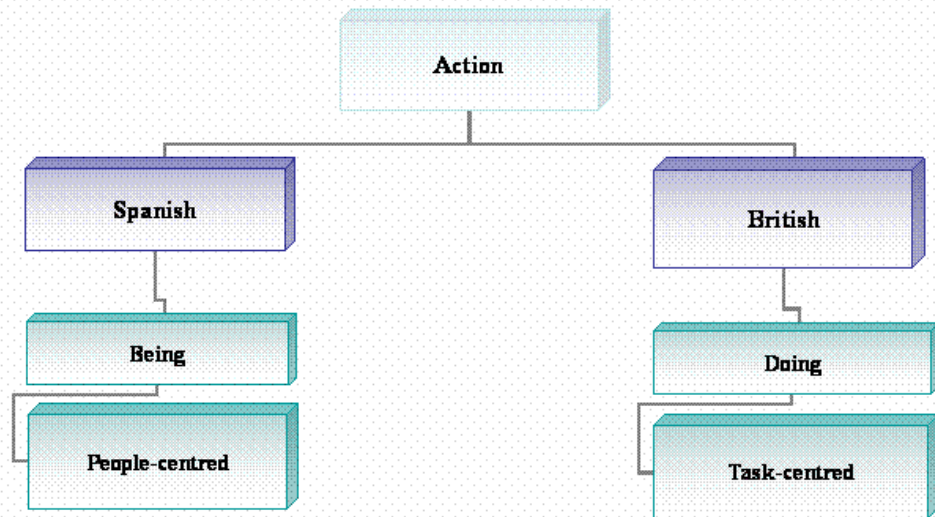 Action
Spanish
British
Being
Doing
People-centred
Task-centred